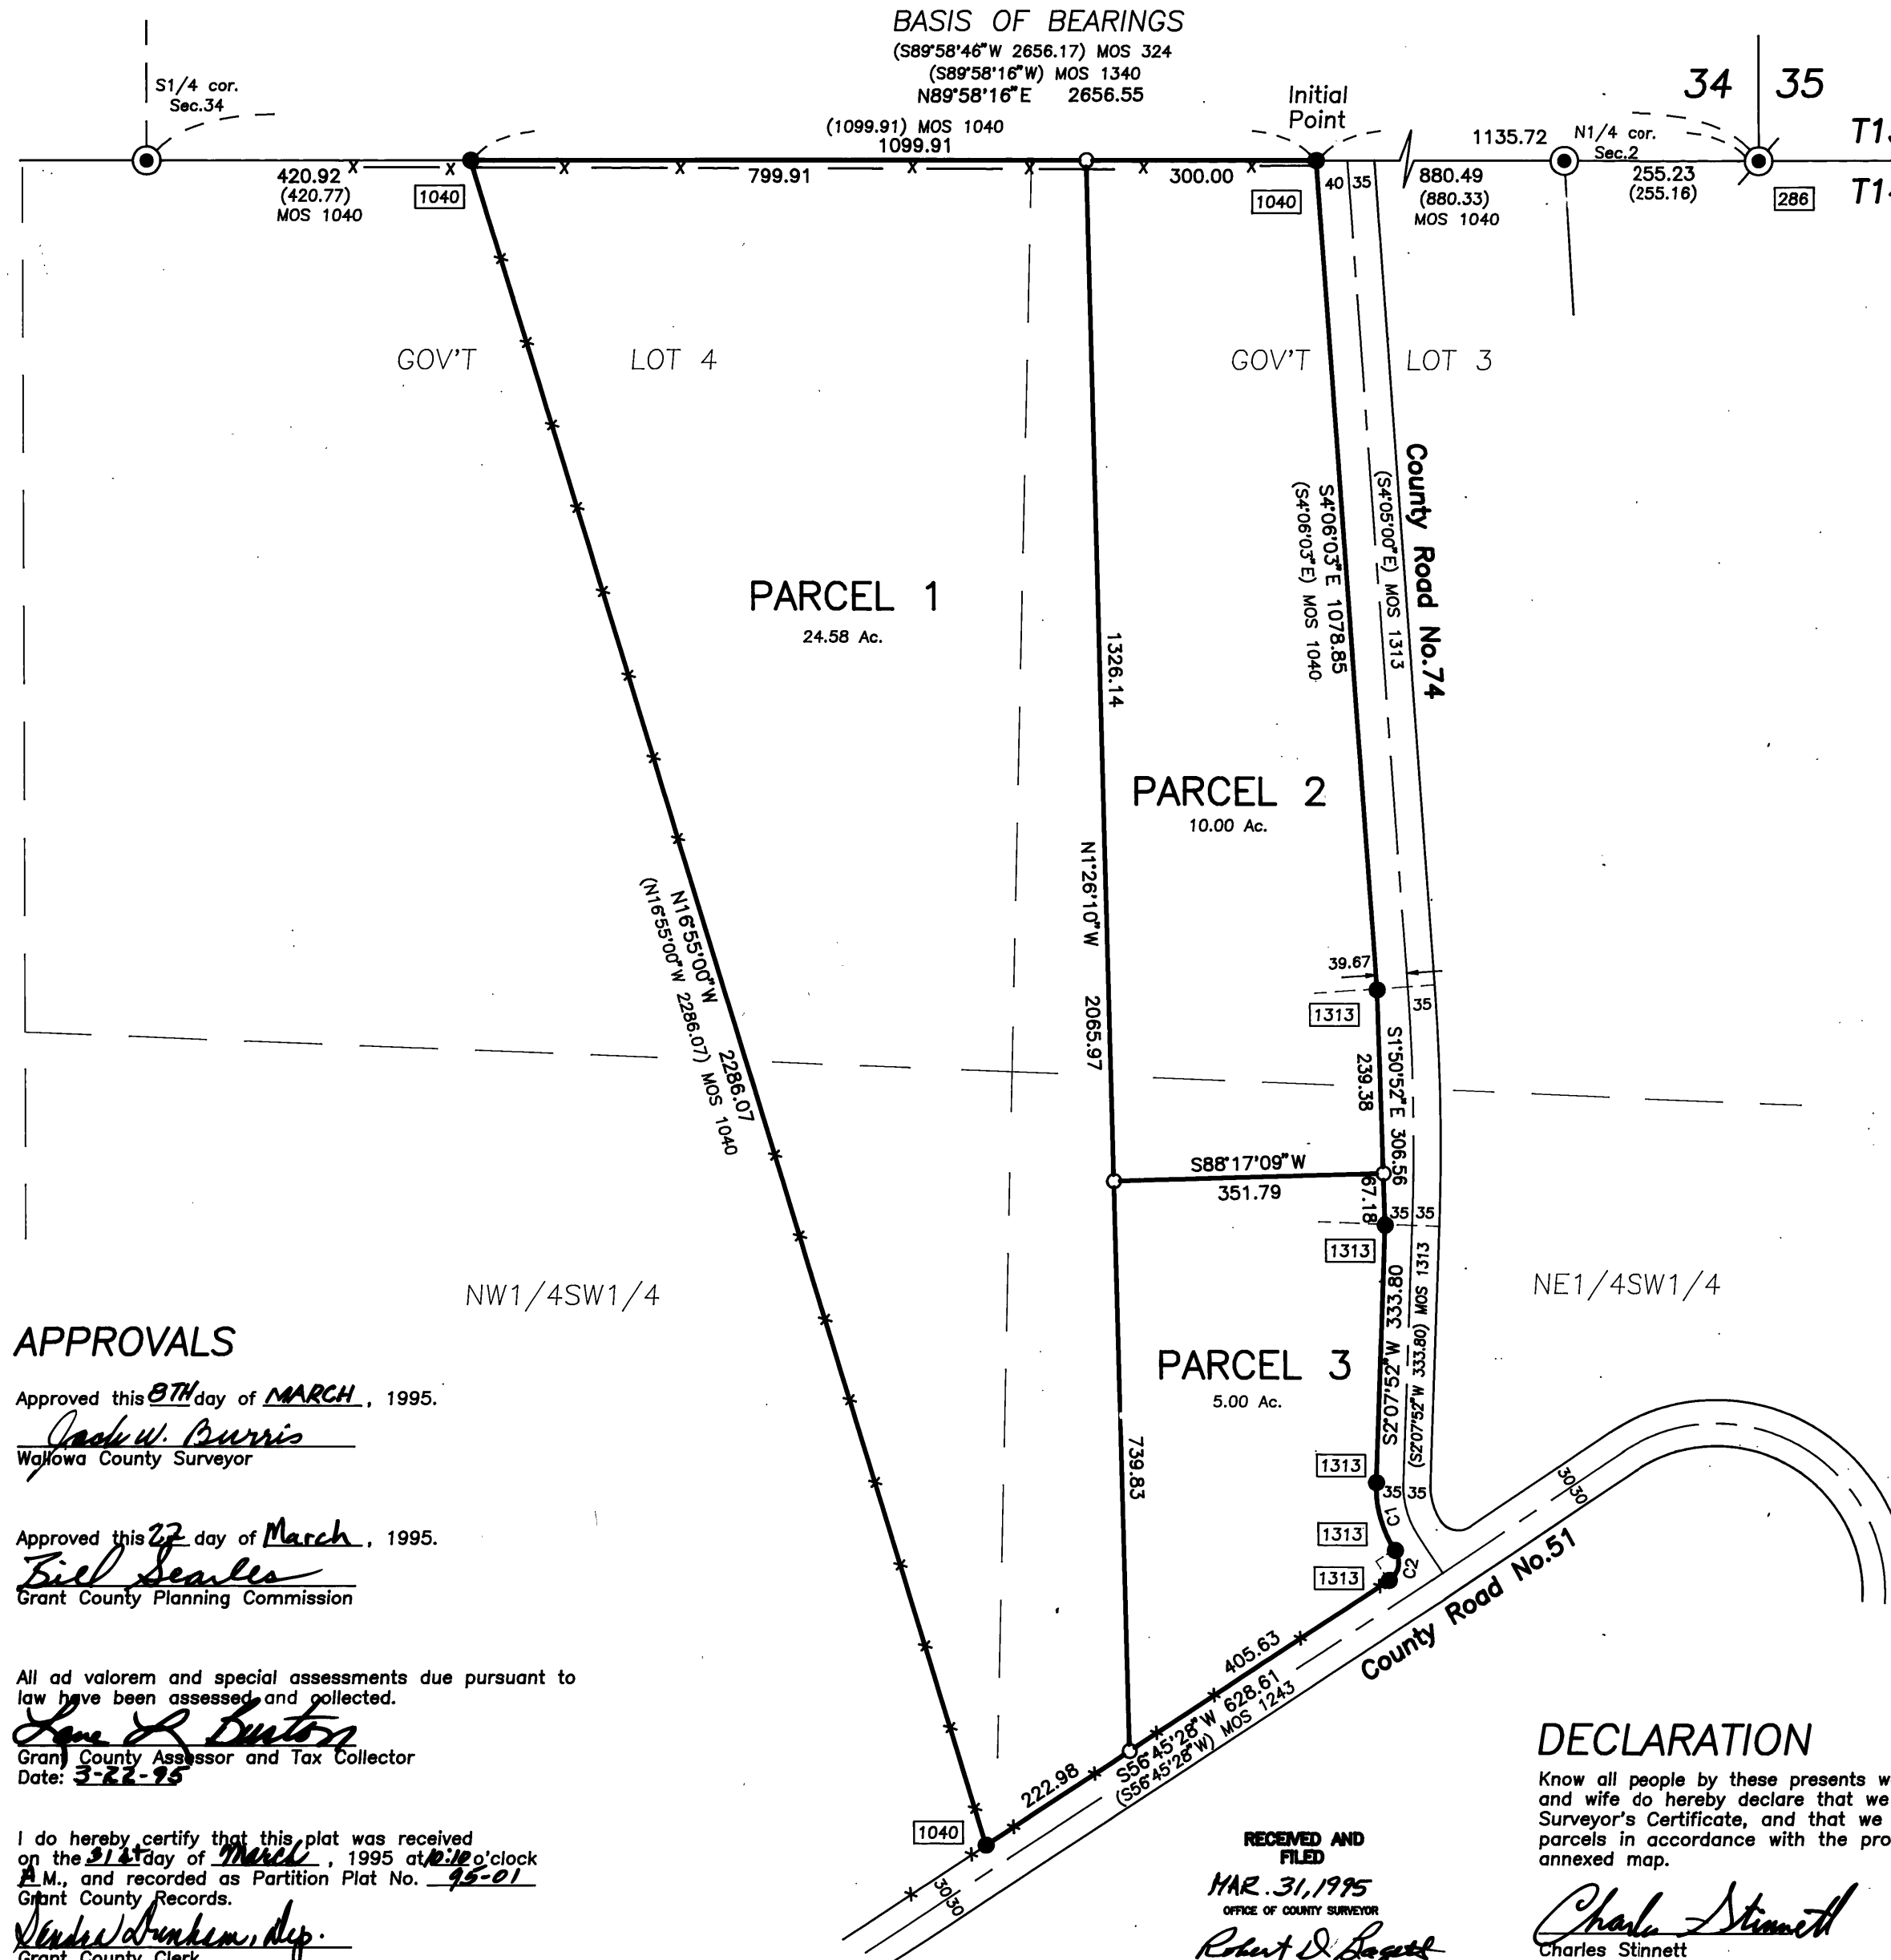 BASIS OF BEARINGS
(S89°58'46"W 2656.17) MOS 324
(S89°58'16"W) MOS 1340
N89°58'16"E 2656.55
(1099.91) MOS 1040
1099.91
S1/4 cor.
Sec.34
Initial
Point
34 35
1135.72
N1/4 cor.
Sec.2
420.92
(420.77)
MOS 1040
1040
799.91
300.00
1040
40 35
880.49
(880.33)
MOS 1040
255.23
(255.16)
286
GOV'T LOT 4
GOV'T LOT 3
County Road No.74
(S4°05'00"E) MOS 1313
S4°06'03"E 1078.85
(S4°06'03"E) MOS 1040
PARCEL 1
24.58 Ac.
1326.14
PARCEL 2
10.00 Ac.
N1°26'10"W 2065.97
N16°55'00"W 2286.07
(N16°55'00"W 2286.07) MOS 1040
39.67
1313
35
S1°50'52"E 306.56
239.38
S88°17'09"W
351.79
67.18
35 35
1313
NW1/4SW1/4
NE1/4SW1/4
S2°07'52"W 333.80
(S2°07'52"W 333.80) MOS 1313
PARCEL 3
5.00 Ac.
739.83
1313
35 35
C1
1313
C2
1313
30 30
County Road No.51
405.63
S56°45'28"W 628.61
(S56°45'28"W) MOS 1243
222.98
1040
30 30
APPROVALS
Approved this 8TH day of MARCH, 1995.
Jack W. Burris
Wallowa County Surveyor
Approved this 22 day of March, 1995.
Bill Searles
Grant County Planning Commission
All ad valorem and special assessments due pursuant to
law have been assessed and collected.
Lane L Burton
Grant County Assessor and Tax Collector
Date: 3-22-95
I do hereby certify that this plat was received
on the 31st day of March, 1995 at 10:10 o'clock
A M., and recorded as Partition Plat No. 95-01
Grant County Records.
Sandra Dunham, Dep.
Grant County Clerk
RECEIVED AND
FILED
MAR. 31, 1995
OFFICE OF COUNTY SURVEYOR
Robert D. Bagett
DECLARATION
Know all people by these presents
and wife do hereby declare that we
Surveyor's Certificate, and that we
parcels in accordance with the
annexed map.
Charles Stinnett
Charles Stinnett